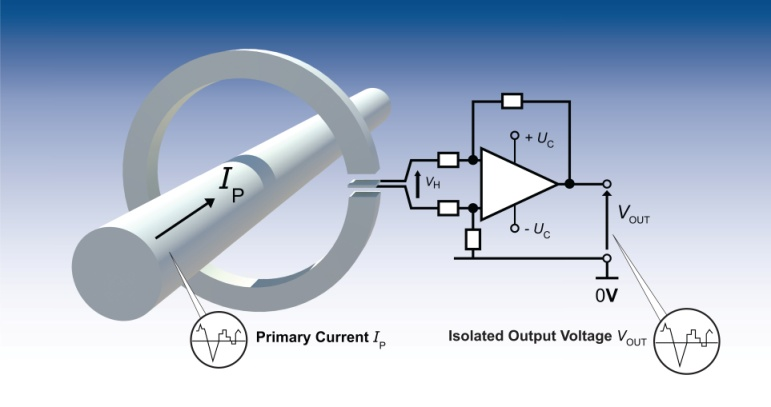 I_P
V_H
+ U_C
- U_C
V_OUT
0V
Primary Current I_P
Isolated Output Voltage V_OUT